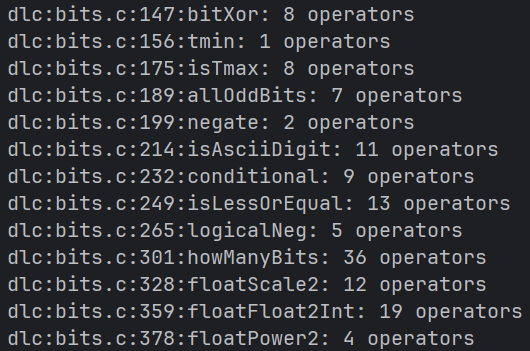 dlc:bits.c:147:bitXor: 8 operators
dlc:bits.c:156:tmin: 1 operators
dlc:bits.c:175:isTmax: 8 operators
dlc:bits.c:189:allOddBits: 7 operators
dlc:bits.c:199:negate: 2 operators
dlc:bits.c:214:isAsciiDigit: 11 operators
dlc:bits.c:232:conditional: 9 operators
dlc:bits.c:249:isLessOrEqual: 13 operators
dlc:bits.c:265:logicalNeg: 5 operators
dlc:bits.c:301:howManyBits: 36 operators
dlc:bits.c:328:floatScale2: 12 operators
dlc:bits.c:359:floatFloat2Int: 19 operators
dlc:bits.c:378:floatPower2: 4 operators